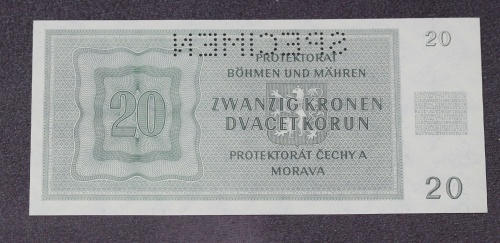 SPECIMEN
PROTEKTORAT
BÖHMEN UND MÄHREN
20
20
ZWANZIG KRONEN
DVACET KORUN
PROTEKTORÁT ČECHY A
MORAVA
20